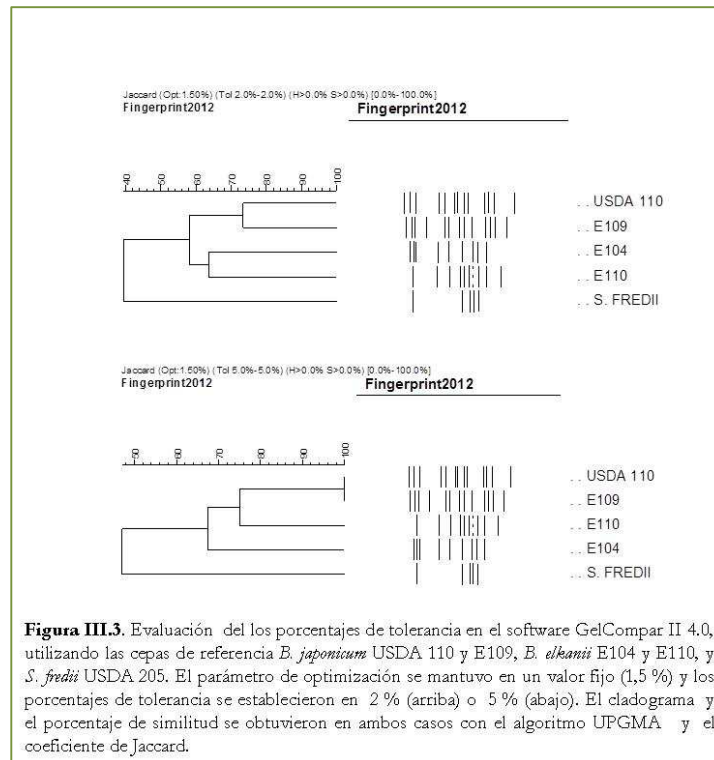 Jaccard (Opt:1.50%) (Tol 2.0%-2.0%) (H>0.0% S>0.0%) [0.0%-100.0%]
Fingerprint2012 Fingerprint2012
40 50 60 70 80 90 100
. . USDA 110
. . E109
. . E104
. . E110
. . S. FREDII
Jaccard (Opt:1.50%) (Tol 5.0%-5.0%) (H>0.0% S>0.0%) [0.0%-100.0%]
Fingerprint2012 Fingerprint2012
50 60 70 80 90 100
. . USDA 110
. . E109
. . E110
. . E104
. . S. FREDII
Figura III.3. Evaluación del los porcentajes de tolerancia en el software GelCompar II 4.0,
utilizando las cepas de referencia B. japonicum USDA 110 y E109, B. elkanii E104 y E110, y
S. fredii USDA 205. El parámetro de optimización se mantuvo en un valor fijo (1,5 %) y los
porcentajes de tolerancia se establecieron en 2 % (arriba) o 5 % (abajo). El cladograma y
el porcentaje de similitud se obtuvieron en ambos casos con el algoritmo UPGMA y el
coeficiente de Jaccard.